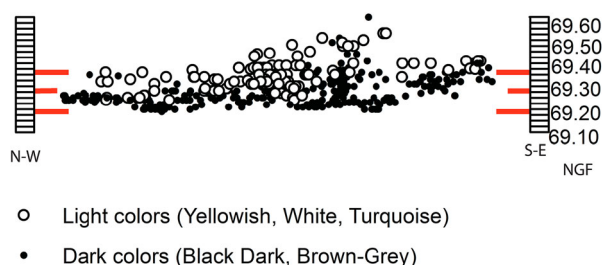 69.60
69.50
69.40
69.30
69.20
69.10
N-W
S-E
NGF
Light colors (Yellowish, White, Turquoise)
Dark colors (Black Dark, Brown-Grey)